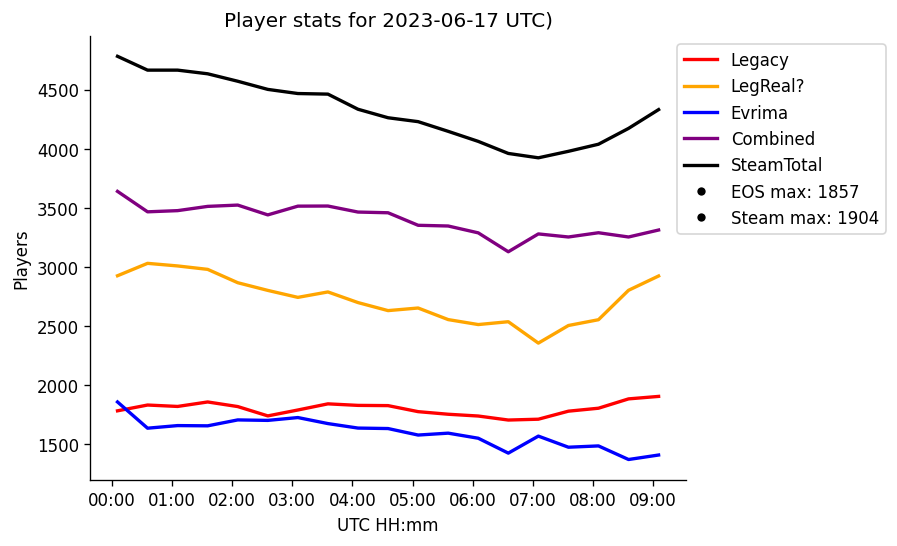 Player stats for 2023-06-17 UTC)
Legacy
LegReal?
Evrima
Combined
SteamTotal
EOS max: 1857
Steam max: 1904
Players
4500
4000
3500
3000
2500
2000
1500
00:00 01:00 02:00 03:00 04:00 05:00 06:00 07:00 08:00 09:00
UTC HH:mm